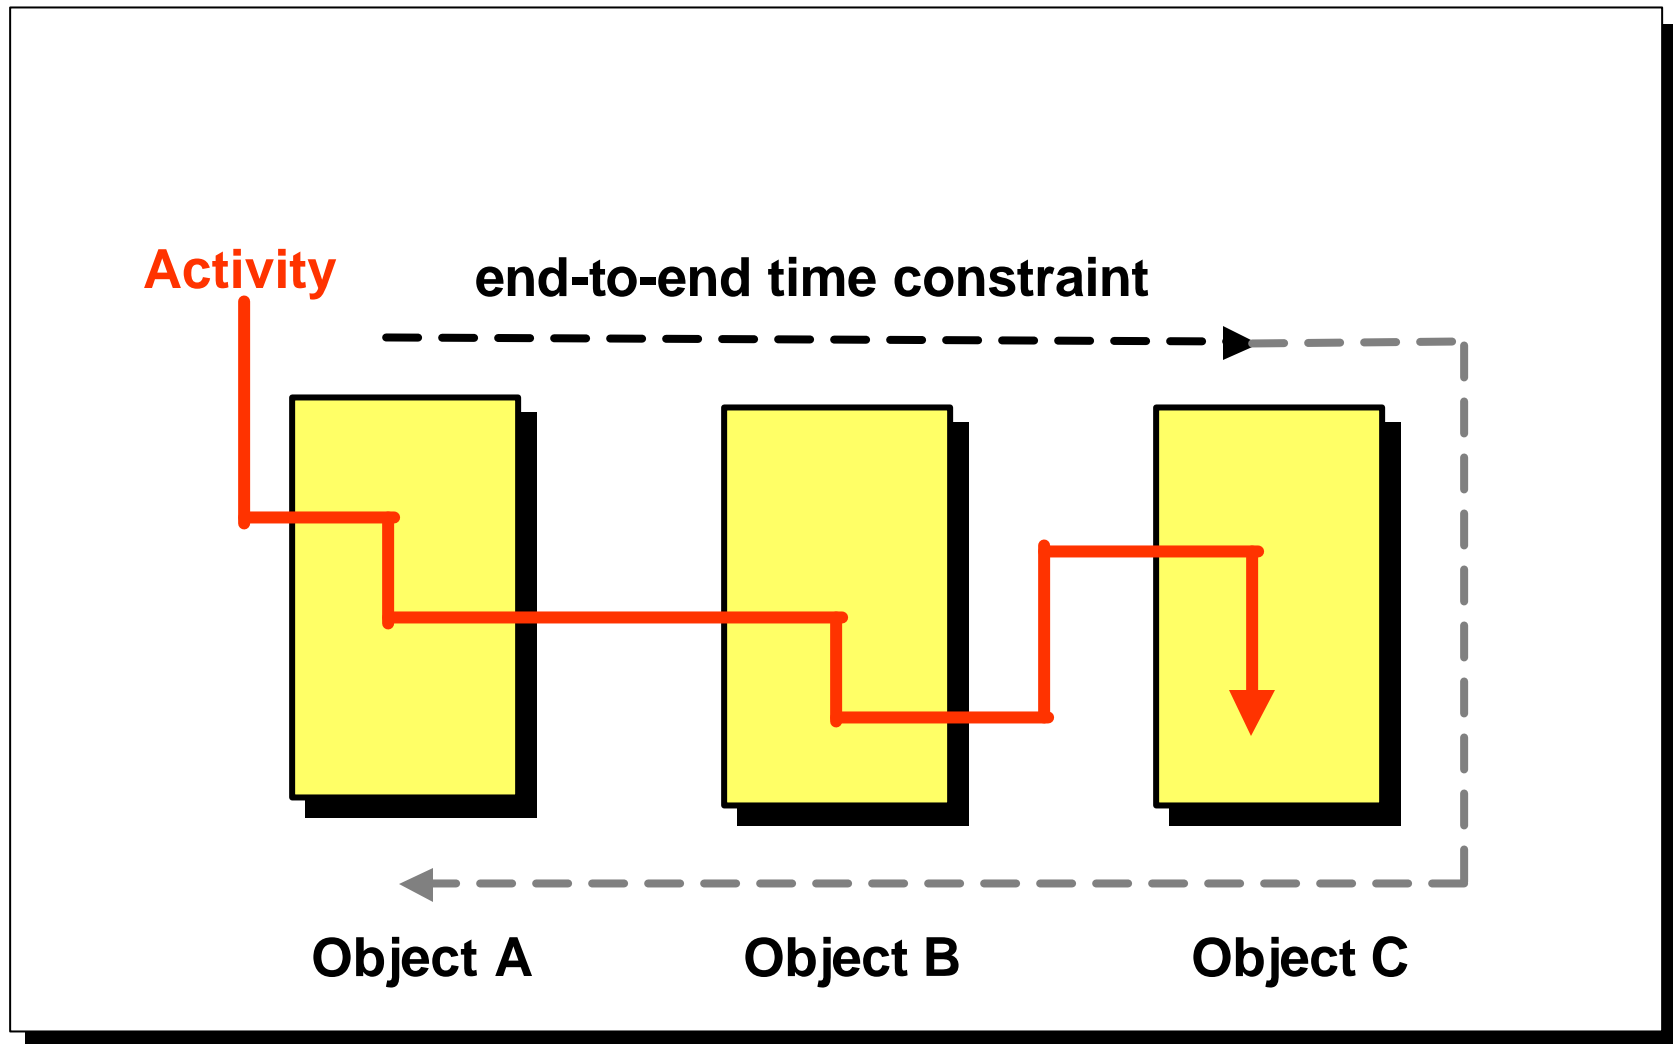 Activity
end-to-end time constraint
Object A
Object B
Object C